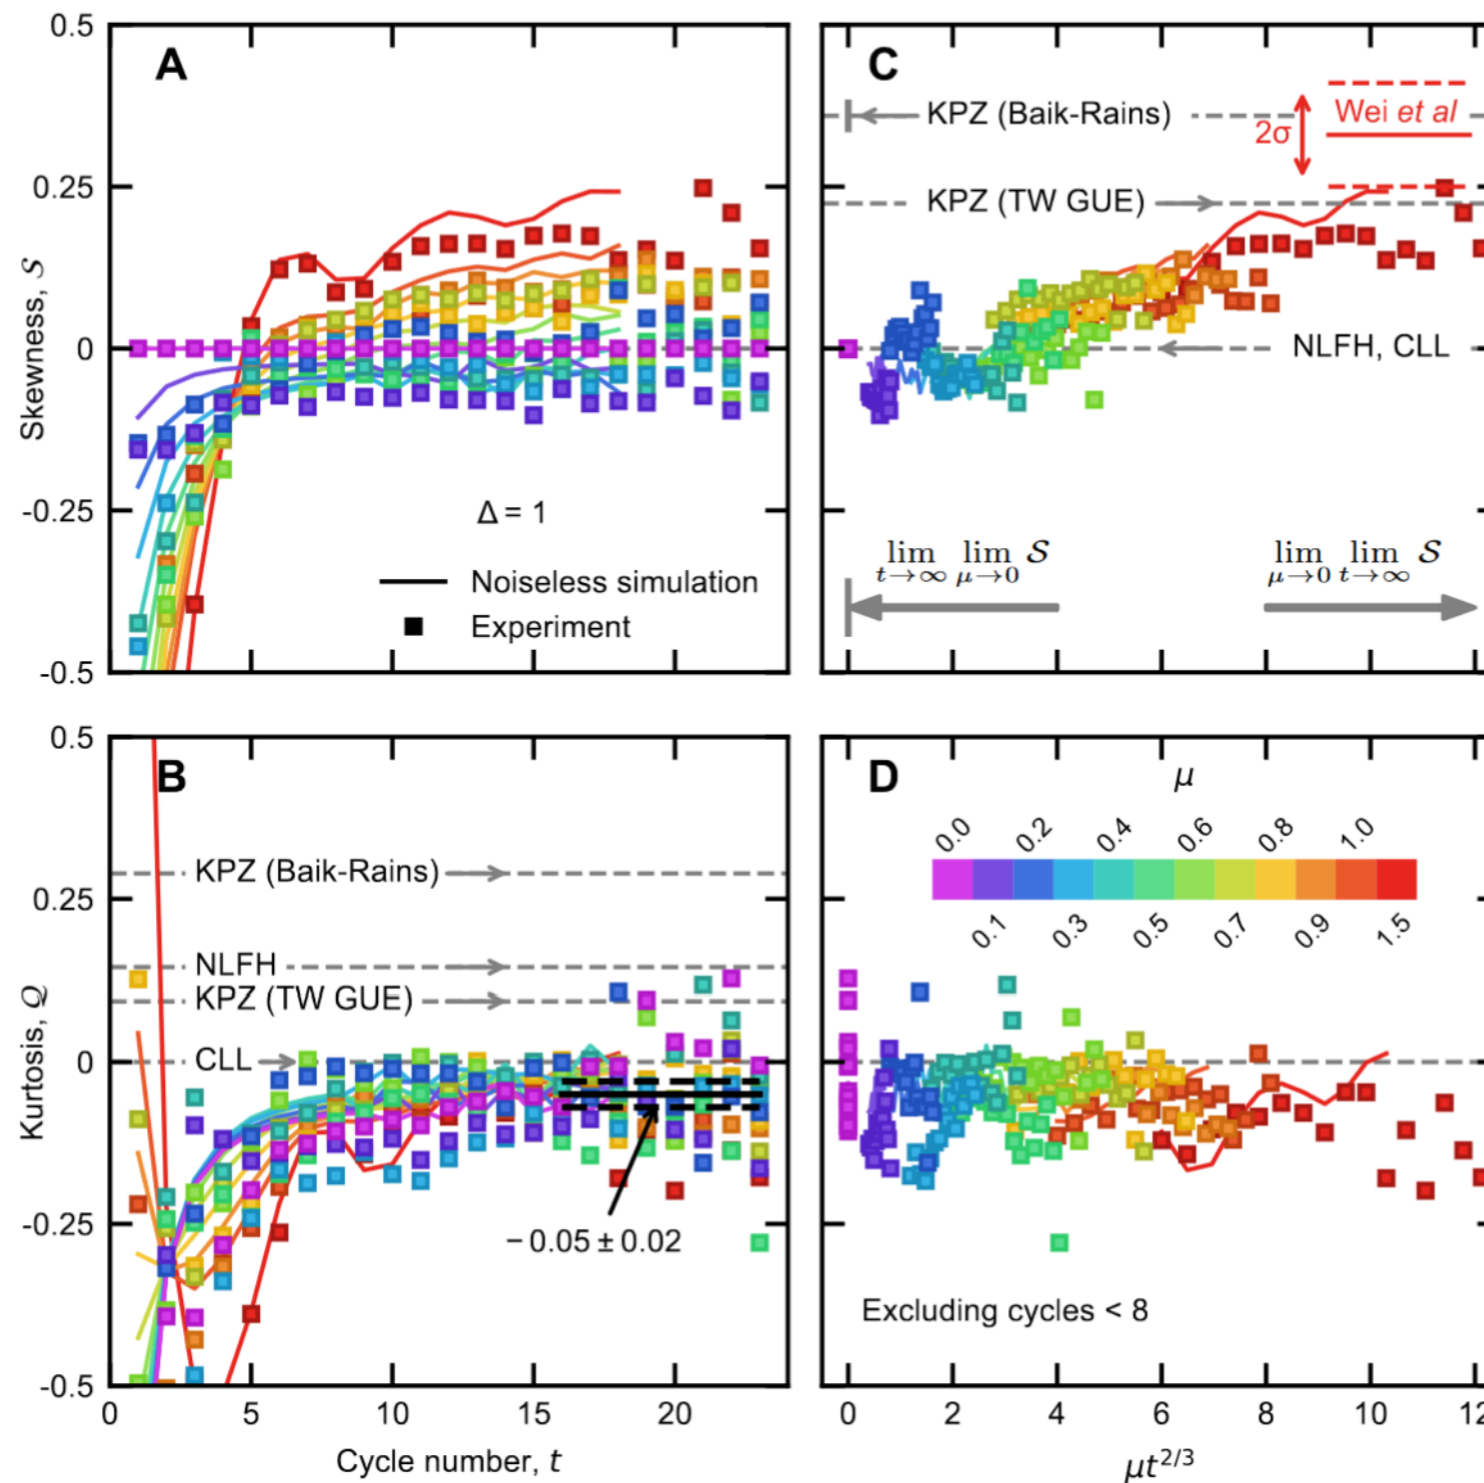 0.5
A
C
KPZ (Baik-Rains)
Wei et al
2σ
0.25
KPZ (TW GUE)
Skewness, 𝒮
0
NLFH, CLL
-0.25
Δ = 1
lim lim 𝒮
t→∞ μ→0
lim lim 𝒮
μ→0 t→∞
Noiseless simulation
Experiment
-0.5
0.5
B
D
μ
0.0 0.2 0.4 0.6 0.8 1.0
0.1 0.3 0.5 0.7 0.9 1.5
KPZ (Baik-Rains)
0.25
NLFH
KPZ (TW GUE)
Kurtosis, 𝒬
CLL
0
-0.25
−0.05 ± 0.02
Excluding cycles < 8
-0.5
0 5 10 15 20
0 2 4 6 8 10 12
Cycle number, t
μt^{2/3}